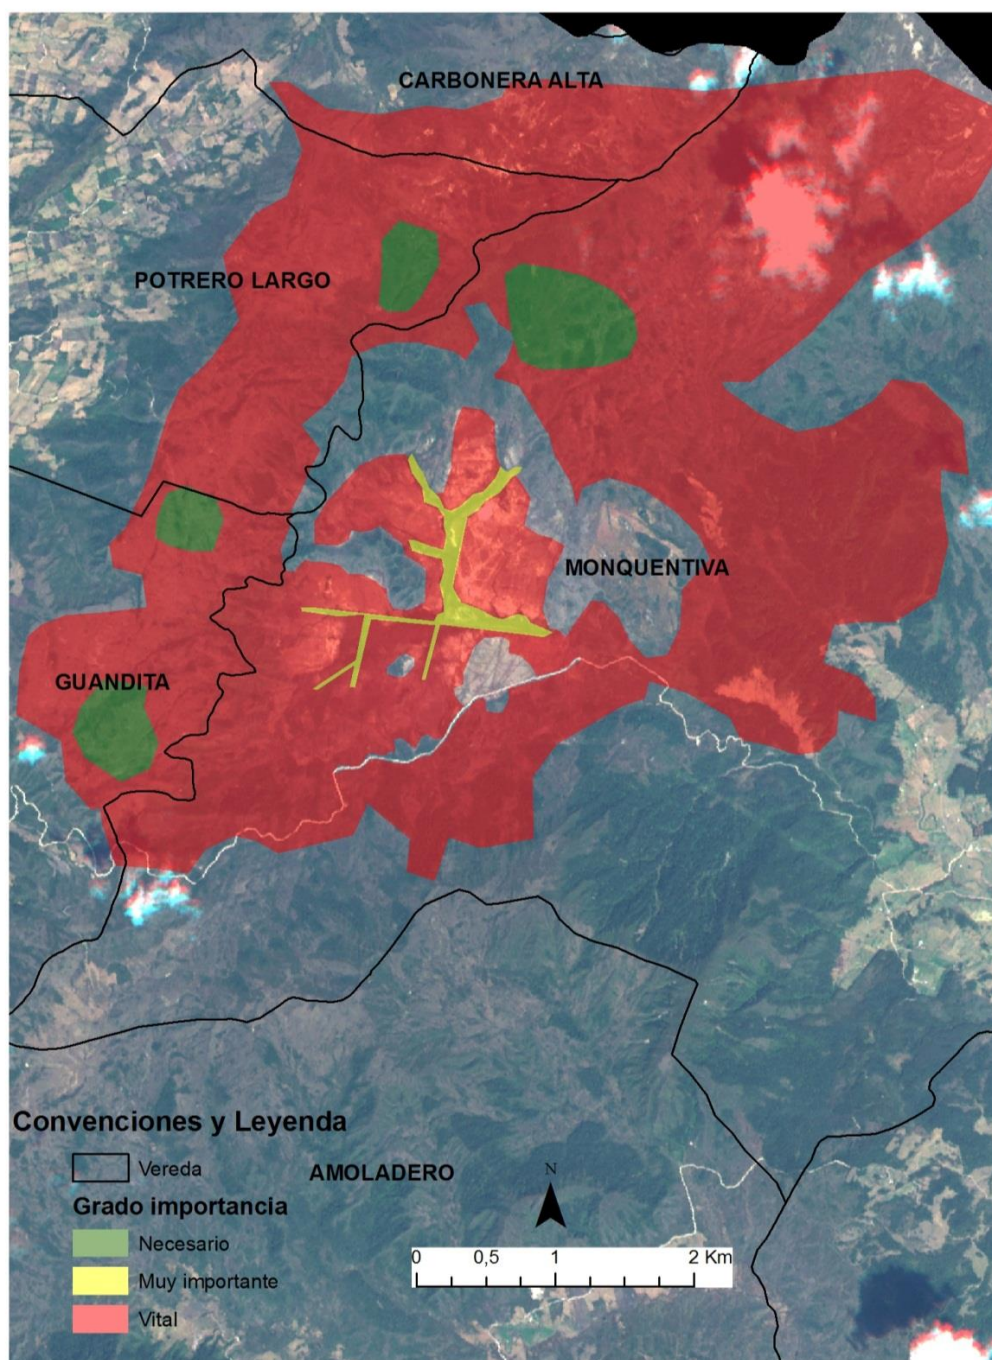 CARBONERA ALTA
POTRERO LARGO
MONQUENTIVA
GUANDITA
Convenciones y Leyenda
Vereda
AMOLADERO
N
Grado importancia
Necesario
0 0,5 1 2 Km
Muy importante
Vital